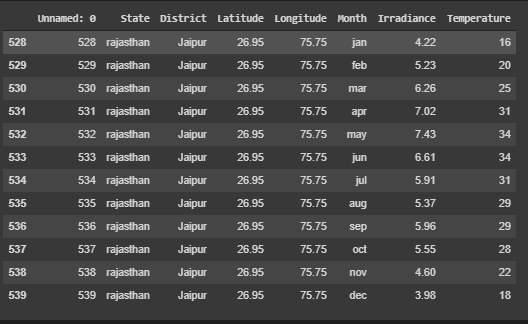 Unnamed: 0 State District Latitude Longitude Month Irradiance Temperature
528 528 rajasthan Jaipur 26.95 75.75 jan 4.22 16
529 529 rajasthan Jaipur 26.95 75.75 feb 5.23 20
530 530 rajasthan Jaipur 26.95 75.75 mar 6.26 25
531 531 rajasthan Jaipur 26.95 75.75 apr 7.02 31
532 532 rajasthan Jaipur 26.95 75.75 may 7.43 34
533 533 rajasthan Jaipur 26.95 75.75 jun 6.61 34
534 534 rajasthan Jaipur 26.95 75.75 jul 5.91 31
535 535 rajasthan Jaipur 26.95 75.75 aug 5.37 29
536 536 rajasthan Jaipur 26.95 75.75 sep 5.96 29
537 537 rajasthan Jaipur 26.95 75.75 oct 5.55 28
538 538 rajasthan Jaipur 26.95 75.75 nov 4.60 22
539 539 rajasthan Jaipur 26.95 75.75 dec 3.98 18